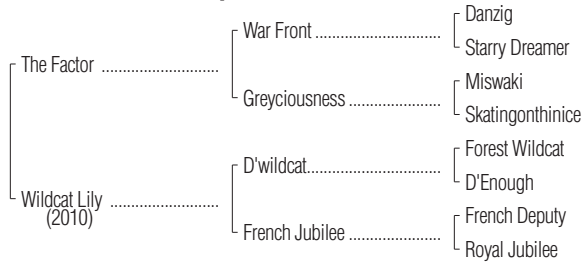 Danzig
War Front ..............................
Starry Dreamer
The Factor ............................
Miswaki
Greyciousness ......................
Skatingonthinice
Forest Wildcat
D'wildcat................................
D'Enough
Wildcat Lily ..........................
(2010)
French Deputy
French Jubilee ......................
Royal Jubilee